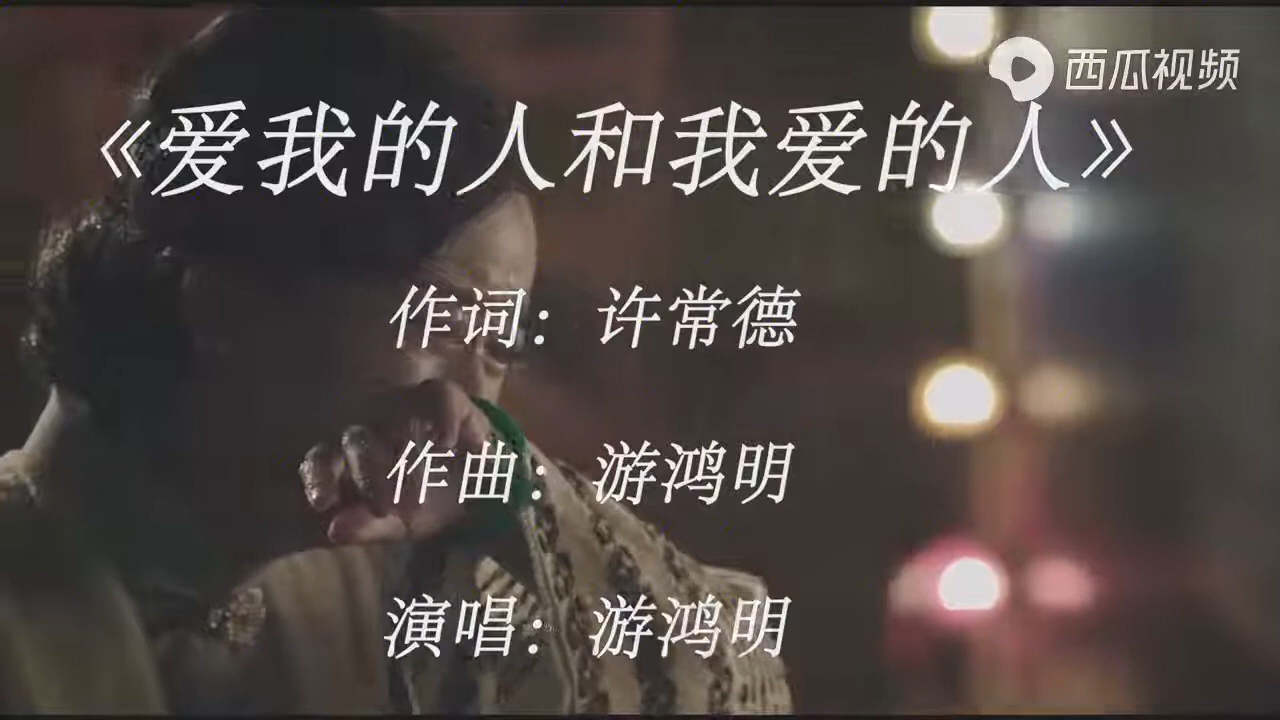 西瓜视频
《爱我的人和我爱的人》
作词：许常德
作曲：游鸿明
演唱：游鸿明